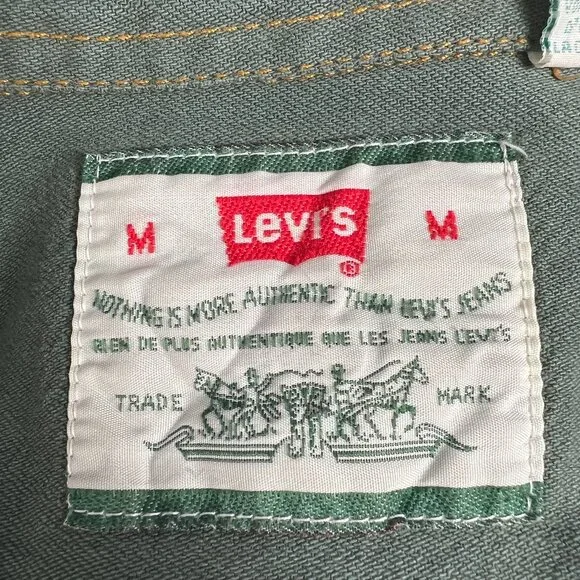 M Levi's M
®
NOTHING IS MORE AUTHENTIC THAN LEVI'S JEANS
RIEN DE PLUS AUTHENTIQUE QUE LES JEANS LEVI'S
TRADE MARK